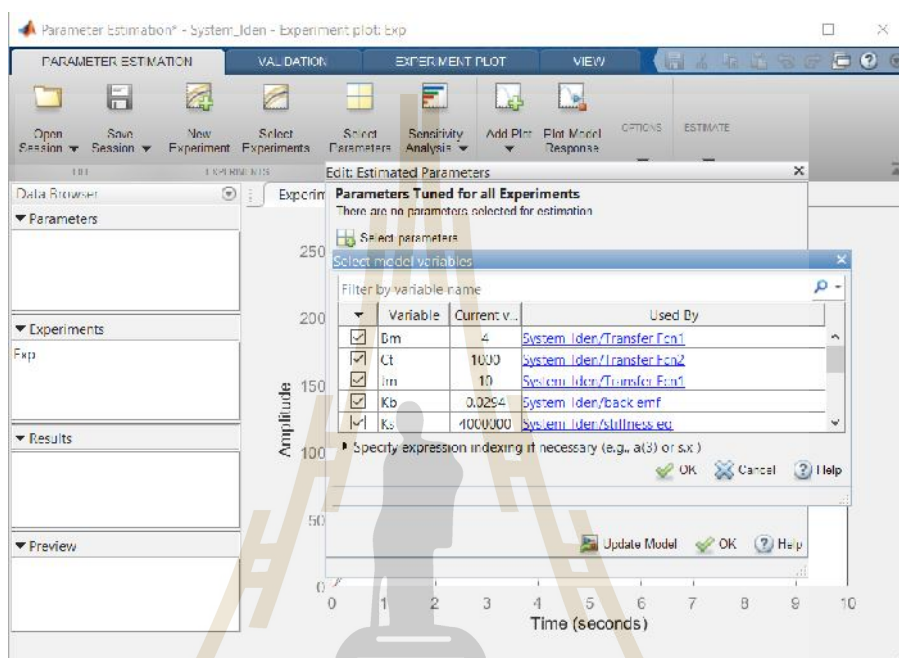 Parameter Estimation* - System_Iden - Experiment plot: Exp
PARAMETER ESTIMATION VALIDATION EXPERIMENT PLOT VIEW
Open Session Save Session New Experiment Select Experiments Select Parameters Sensitivity Analysis Add Plot Plot Model Response OPTIONS ESTIMATE
FILE EXPERIMENTS
Data Browser
Parameters
Experiments
Exp
Results
Preview
Experim
Edit: Estimated Parameters
Parameters Tuned for all Experiments
There are no parameters selected for estimation
Select parameters
Select model variables
Filter by variable name
Variable Current v... Used By
Bm 4 System_Iden/Transfer Fcn1
Ct 1000 System_Iden/Transfer Fcn2
Jm 10 System_Iden/Transfer Fcn1
Kb 0.0294 System_Iden/back emf
Ks 4000000 System_Iden/stiffness eq
Specify expression indexing if necessary (e.g., a(3) or s.x)
OK Cancel Help
Update Model OK Help
Amplitude
250
200
150
100
50
0
0 1 2 3 4 5 6 7 8 9 10
Time (seconds)